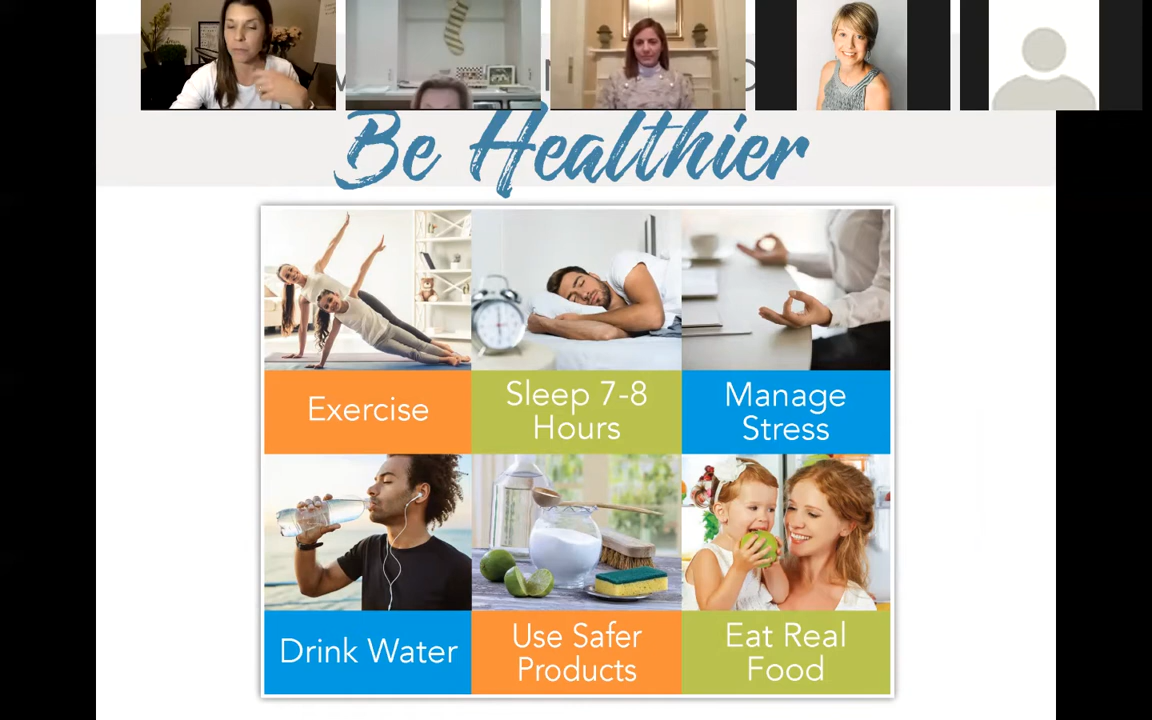 Be Healthier
Exercise
Sleep 7-8
Hours
Manage
Stress
Drink Water
Use Safer
Products
Eat Real
Food